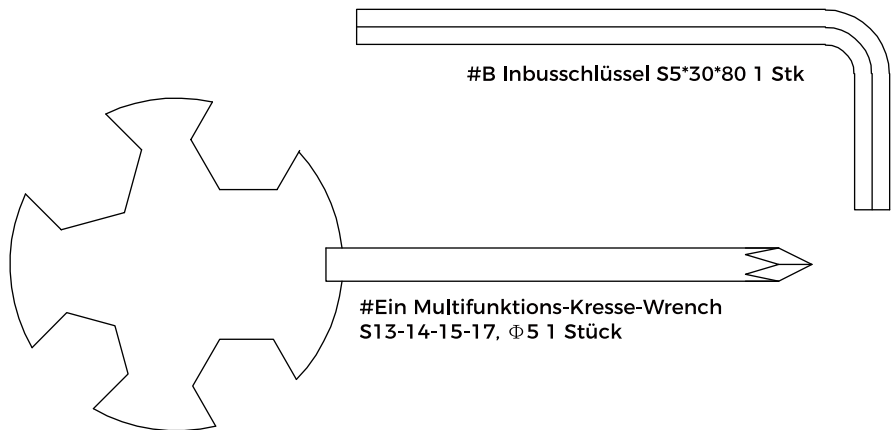 #B Inbusschlüssel S5*30*80 1 Stk
#Ein Multifunktions-Kresse-Wrench
S13-14-15-17, Φ5 1 Stück